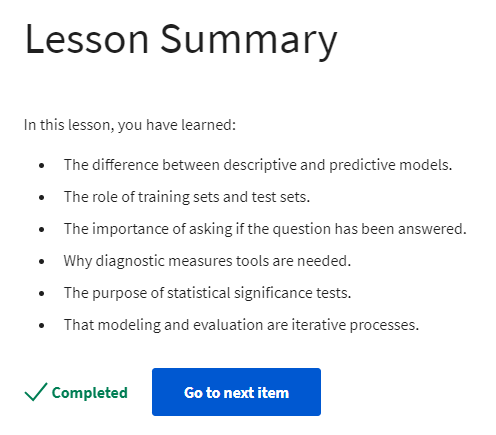 Lesson Summary
In this lesson, you have learned:
• The difference between descriptive and predictive models.
• The role of training sets and test sets.
• The importance of asking if the question has been answered.
• Why diagnostic measures tools are needed.
• The purpose of statistical significance tests.
• That modeling and evaluation are iterative processes.
Completed Go to next item